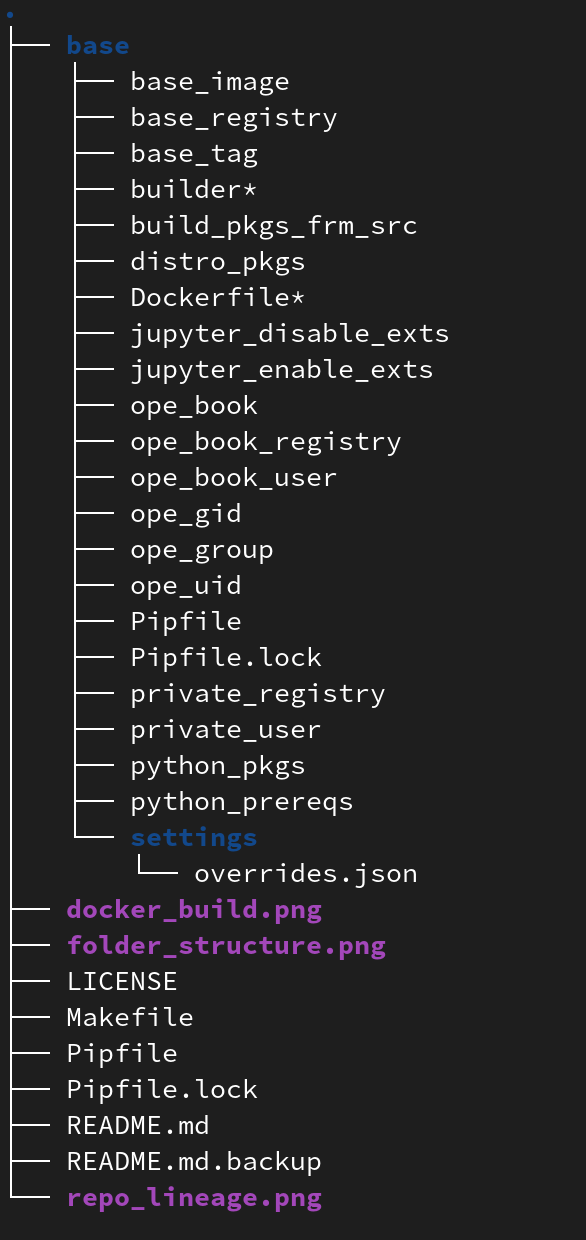 .
├── base
│   ├── base_image
│   ├── base_registry
│   ├── base_tag
│   ├── builder*
│   ├── build_pkgs_frm_src
│   ├── distro_pkgs
│   ├── Dockerfile*
│   ├── jupyter_disable_exts
│   ├── jupyter_enable_exts
│   ├── ope_book
│   ├── ope_book_registry
│   ├── ope_book_user
│   ├── ope_gid
│   ├── ope_group
│   ├── ope_uid
│   ├── Pipfile
│   ├── Pipfile.lock
│   ├── private_registry
│   ├── private_user
│   ├── python_pkgs
│   ├── python_prereqs
│   └── settings
│       └── overrides.json
├── docker_build.png
├── folder_structure.png
├── LICENSE
├── Makefile
├── Pipfile
├── Pipfile.lock
├── README.md
├── README.md.backup
└── repo_lineage.png